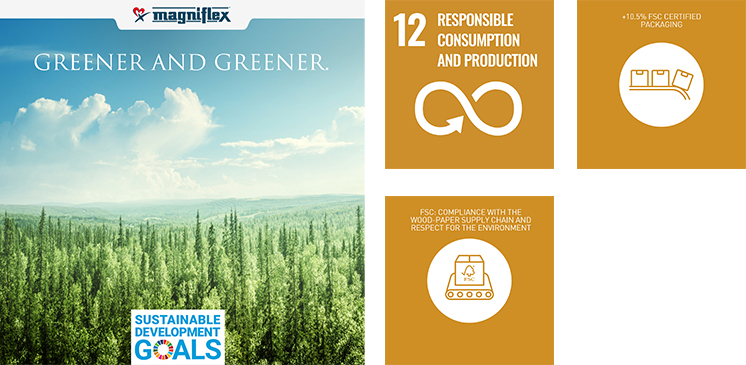 magniflex
GREENER AND GREENER.
SUSTAINABLE
DEVELOPMENT
GOALS
12
RESPONSIBLE
CONSUMPTION
AND PRODUCTION
+10.5% FSC CERTIFIED
PACKAGING
FSC: COMPLIANCE WITH THE
WOOD-PAPER SUPPLY CHAIN AND
RESPECT FOR THE ENVIRONMENT
FSC